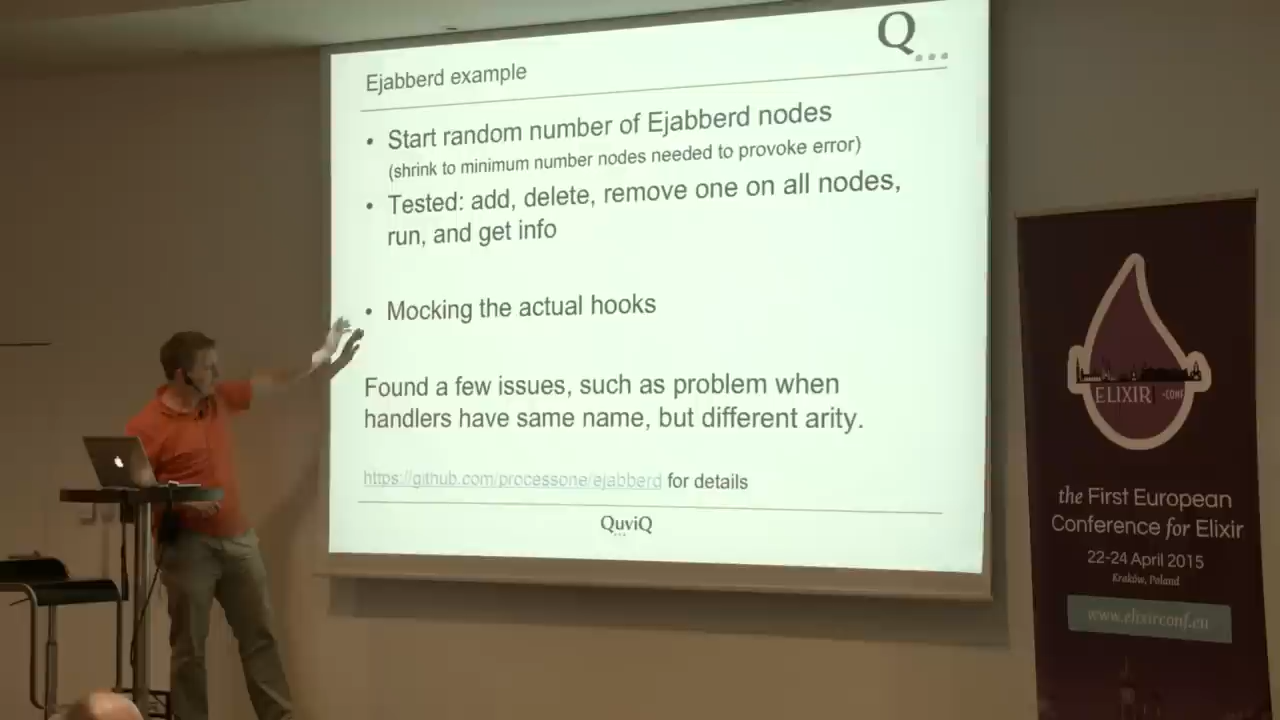 Q...
Ejabberd example
• Start random number of Ejabberd nodes
(shrink to minimum number nodes needed to provoke error)
• Tested: add, delete, remove one on all nodes,
run, and get info
• Mocking the actual hooks
Found a few issues, such as problem when
handlers have same name, but different arity.
https://github.com/processone/ejabberd for details
QuviQ
...
ELIXIR -CONF
the First European
Conference for Elixir
22-24 April 2015
Kraków, Poland
www.elixirconf.eu